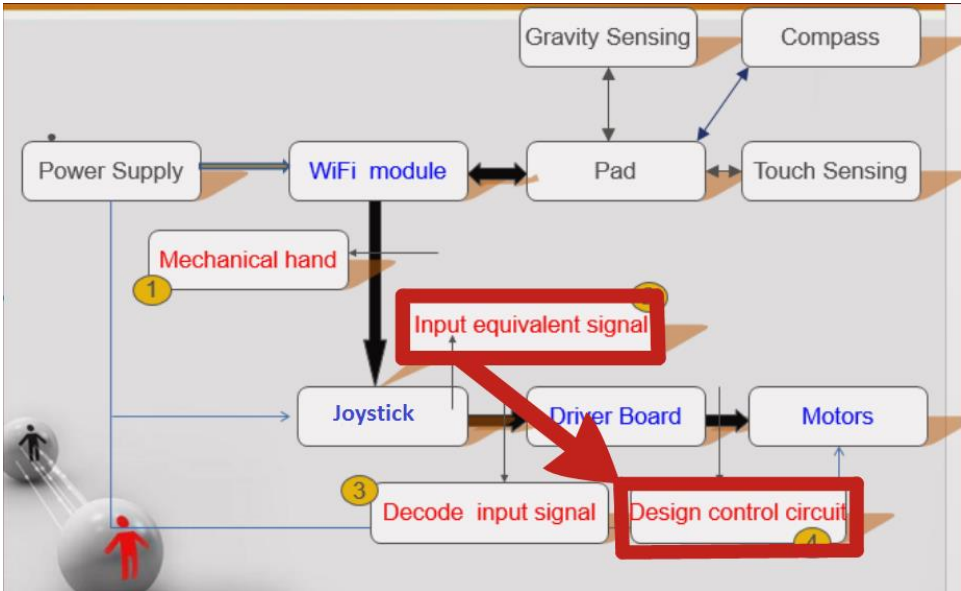 Gravity Sensing
Compass
Power Supply
WiFi module
Pad
Touch Sensing
Mechanical hand
1
Input equivalent signal
Joystick
Driver Board
Motors
3
Decode input signal
Design control circuit
4